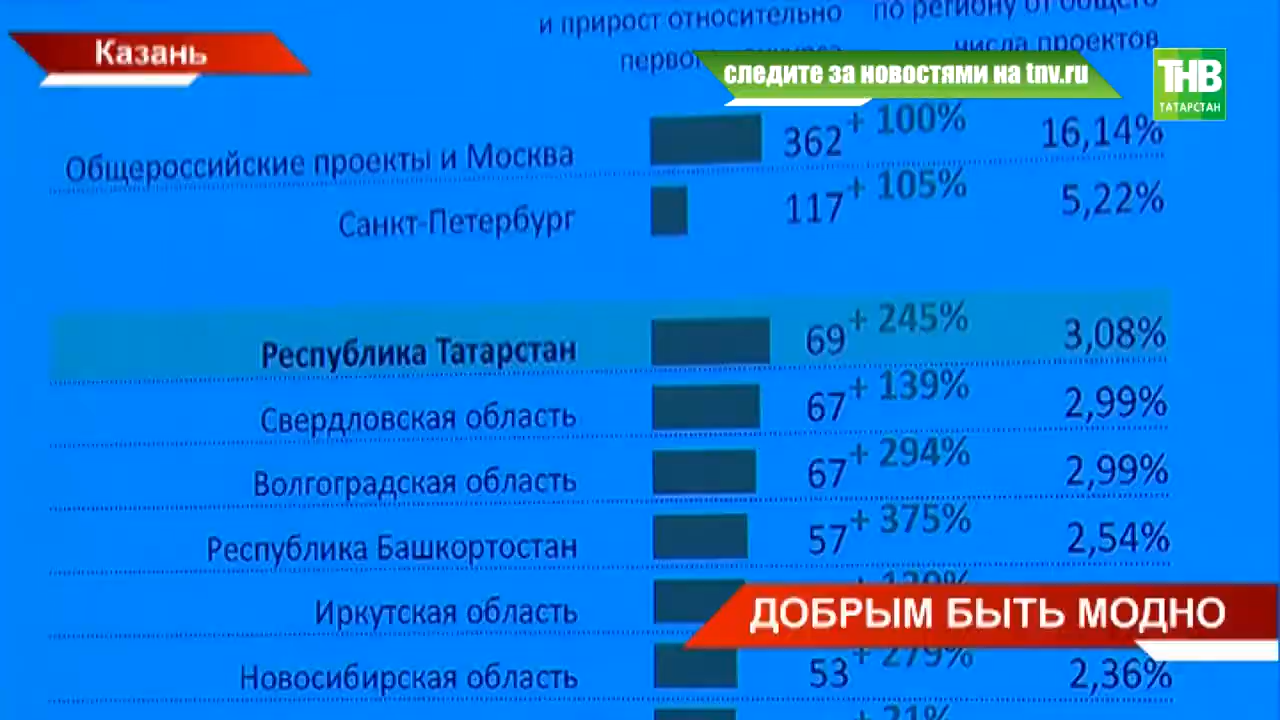 Казань
и прирост относительно
по региону от общего
числа проектов
следите за новостями на tnv.ru
ТНВ
ТАТАРСТАН
Общероссийские проекты и Москва 362 + 100% 16,14%
Санкт-Петербург 117 + 105% 5,22%
Республика Татарстан 69 + 245% 3,08%
Свердловская область 67 + 139% 2,99%
Волгоградская область 67 + 294% 2,99%
Республика Башкортостан 57 + 375% 2,54%
Иркутская область
ДОБРЫМ БЫТЬ МОДНО
Новосибирская область 53 + 279% 2,36%